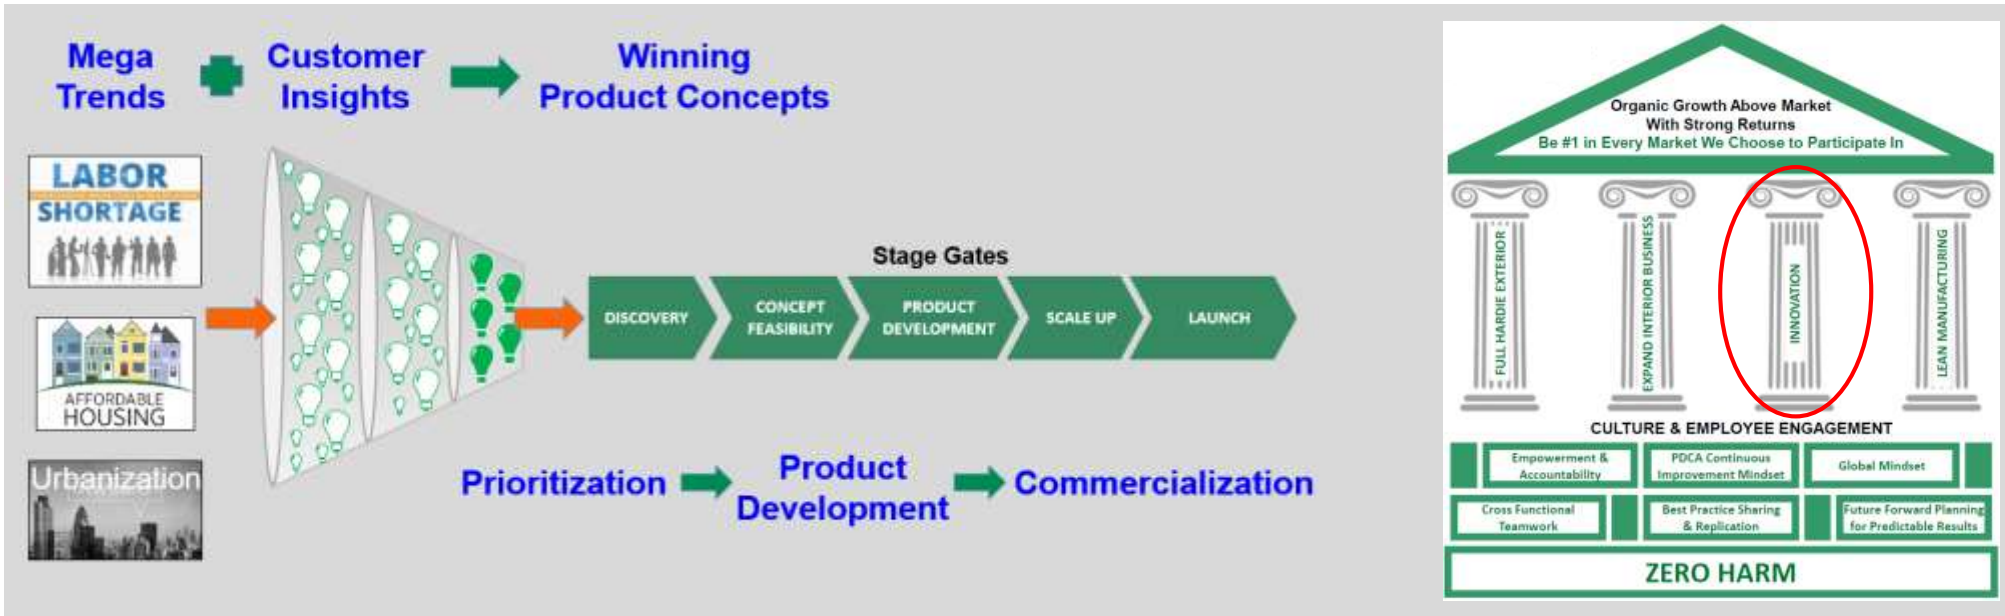 Mega
Trends
Customer
Insights
Winning
Product Concepts
LABOR
SHORTAGE
AFFORDABLE
HOUSING
Urbanization
Stage Gates
DISCOVERY
CONCEPT
FEASIBILITY
PRODUCT
DEVELOPMENT
SCALE UP
LAUNCH
Prioritization
Product
Development
Commercialization
Organic Growth Above Market
With Strong Returns
Be #1 in Every Market We Choose to Participate In
FULL HARDIE EXTERIOR
EXPAND INTERIOR BUSINESS
INNOVATION
LEAN MANUFACTURING
CULTURE & EMPLOYEE ENGAGEMENT
Empowerment &
Accountability
PDCA Continuous
Improvement Mindset
Global Mindset
Cross Functional
Teamwork
Best Practice Sharing
& Replication
Future Forward Planning
for Predictable Results
ZERO HARM